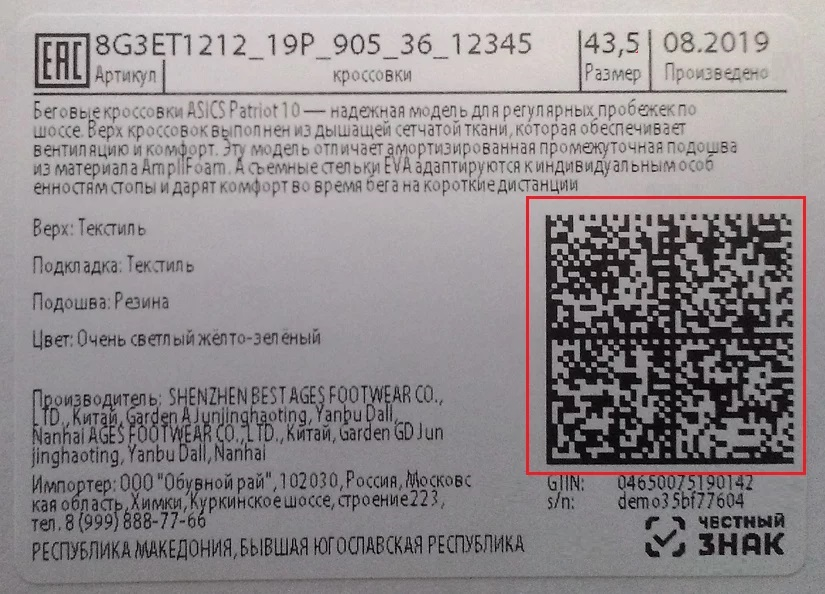 EAC 8G3ET1212_19P_905_36_12345 43,5 08.2019
Артикул кроссовки Размер Произведено
Беговые кроссовки ASICS Patriot 10 — надежная модель для регулярных пробежек по
шоссе. Верх кроссовок выполнен из дышащей сетчатой ткани, которая обеспечивает
вентиляцию и комфорт. Эту модель отличает амортизированная промежуточная подошва
из материала AmpliFoam. А съемные стельки EVA адаптируются к индивидуальным особ
енностям стопы и дарят комфорт во время бега на короткие дистанции
Верх: Текстиль
Подкладка: Текстиль
Подошва: Резина
Цвет: Очень светлый жёлто-зелёный
Производитель: SHENZHEN BEST AGES FOOTWEAR CO.,
LTD., Китай, Garden A Junjinghaoting, Yanbu Dall,
Nanhai AGES FOOTWEAR CO.,LTD., Китай, Garden GD Jun
jinghaoting, Yanbu Dall, Nanhai
Импортер: ООО "Обувной рай", 102030, Россия, Московс
кая область, Химки, Куркинское шоссе, строение 223,
тел. 8 (999) 888-77-66
РЕСПУБЛИКА МАКЕДОНИЯ, БЫВШАЯ ЮГОСЛАВСКАЯ РЕСПУБЛИКА
GTIN: 04650075190142
s/n: demo35bf77604
ЧЕСТНЫЙ
ЗНАК